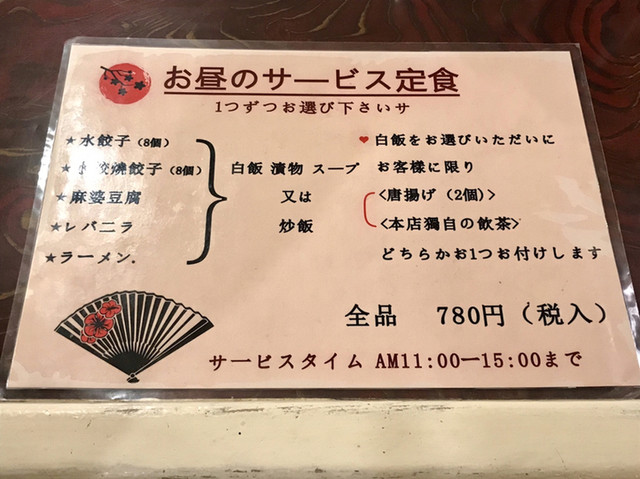 お昼のサービス定食
1つずつお選び下さいサ
★水餃子（8個）
餃燒餃子（8個）
★麻婆豆腐
★レバ二ラ
★ラーメン.
白飯 漬物 スープ
又は
炒飯
❤白飯をお選びいただいに
お客様に限り
<唐揚げ（2個)>
<本店獨自の飲茶>
どちらかお1つお付けします
全品 780円（税入）
サービスタイム AM11:00ー15:00まで